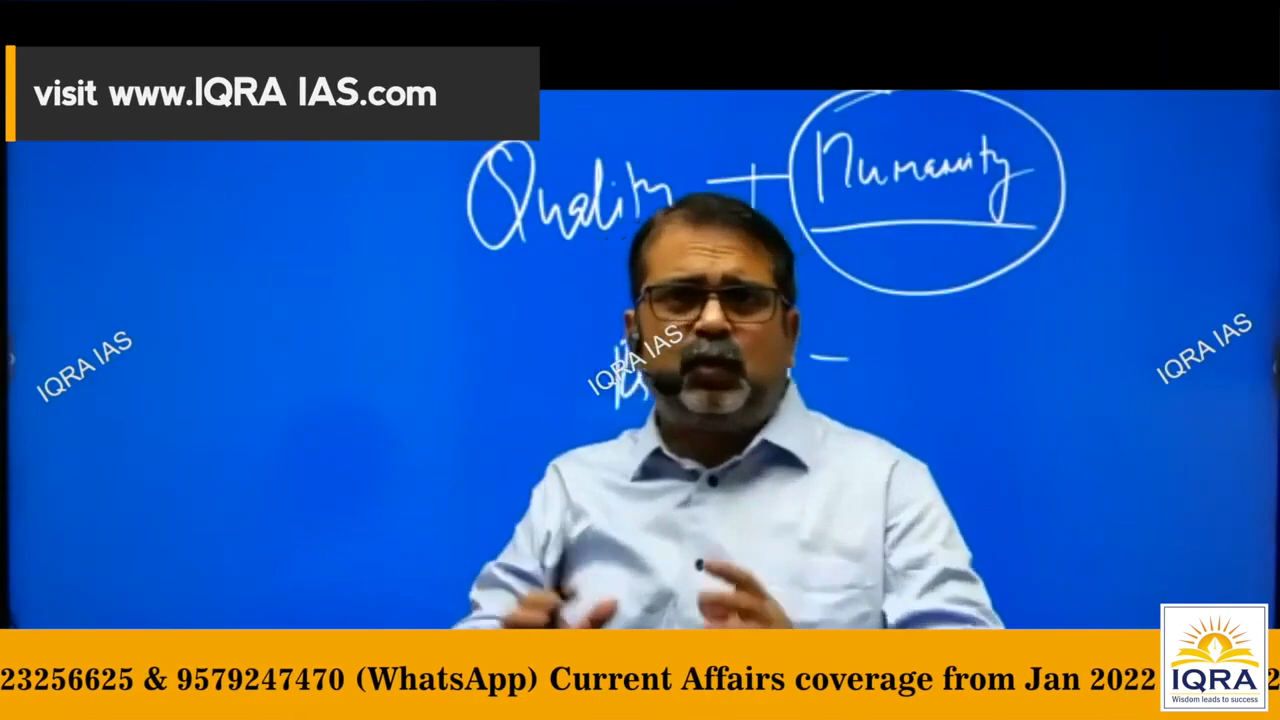 visit www.IQRA IAS.com
Quality +
IQRA IAS
IQRA IAS
IQRA IAS
23256625 & 9579247470 (WhatsApp) Current Affairs coverage from Jan 2022
IQRA
Wisdom leads to success